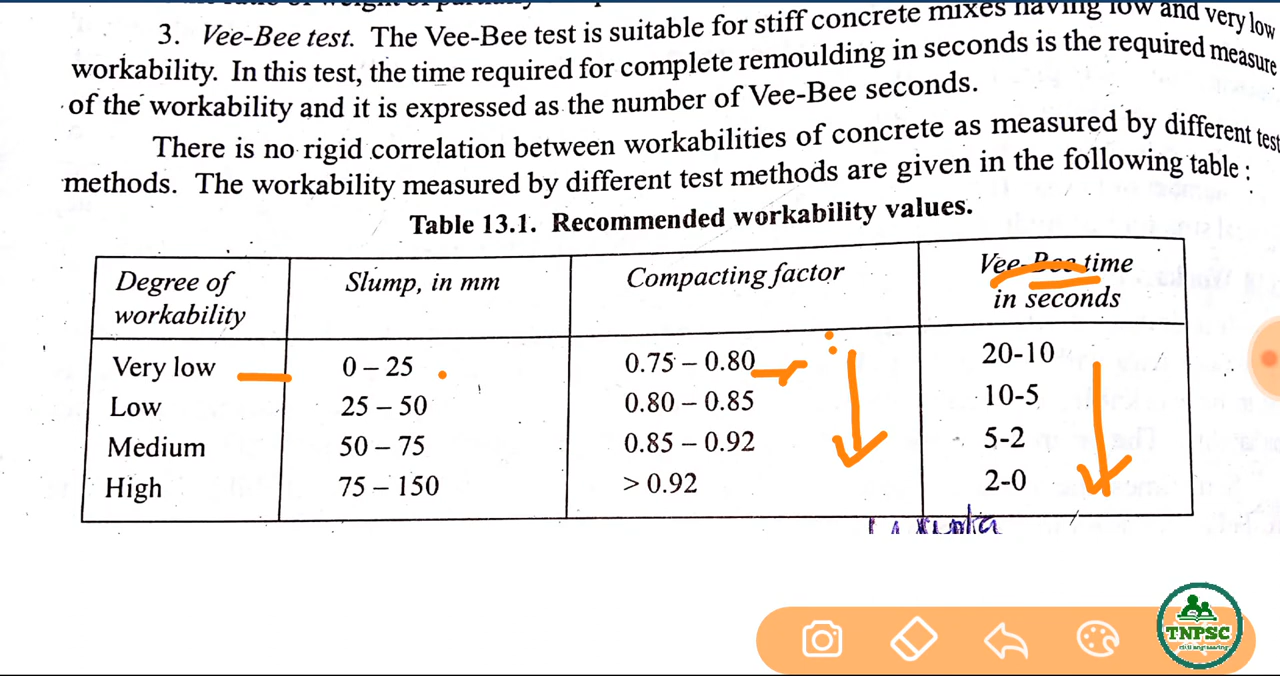 3. Vee-Bee test. The Vee-Bee test is suitable for stiff concrete mixes having low and very low
workability. In this test, the time required for complete remoulding in seconds is the required measure
of the workability and it is expressed as the number of Vee-Bee seconds.
There is no rigid correlation between workabilities of concrete as measured by different test
methods. The workability measured by different test methods are given in the following table :
Table 13.1. Recommended workability values.
Degree of workability Slump, in mm Compacting factor Vee-Bee time in seconds
Very low 0 – 25 0.75 – 0.80 20-10
Low 25 – 50 0.80 – 0.85 10-5
Medium 50 – 75 0.85 – 0.92 5-2
High 75 – 150 > 0.92 2-0
TNPSC